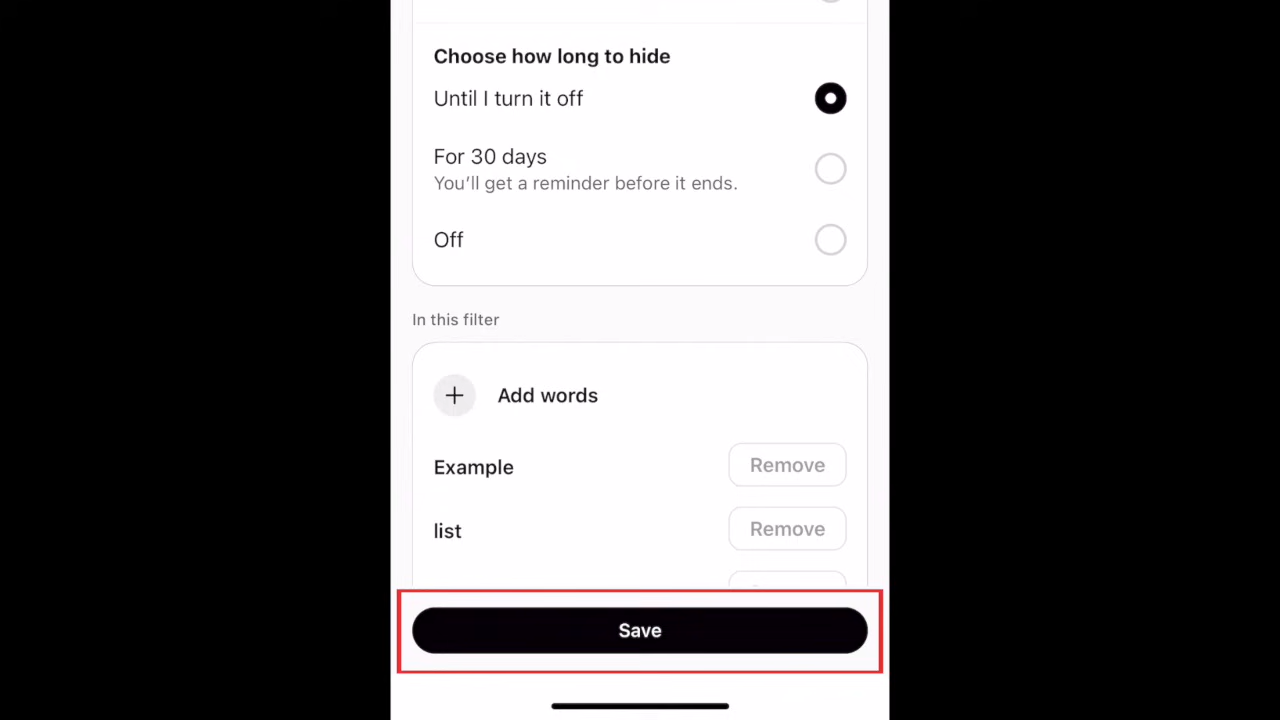 Choose how long to hide
Until I turn it off
For 30 days
You’ll get a reminder before it ends.
Off
In this filter
Add words
Example
Remove
list
Remove
Save